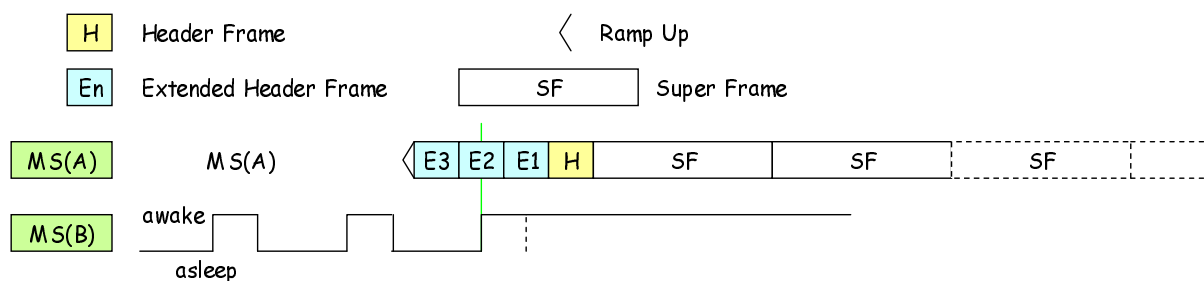 H Header Frame Ramp Up
En Extended Header Frame SF Super Frame
MS(A) MS(A) E3 E2 E1 H SF SF SF
awake
MS(B)
asleep